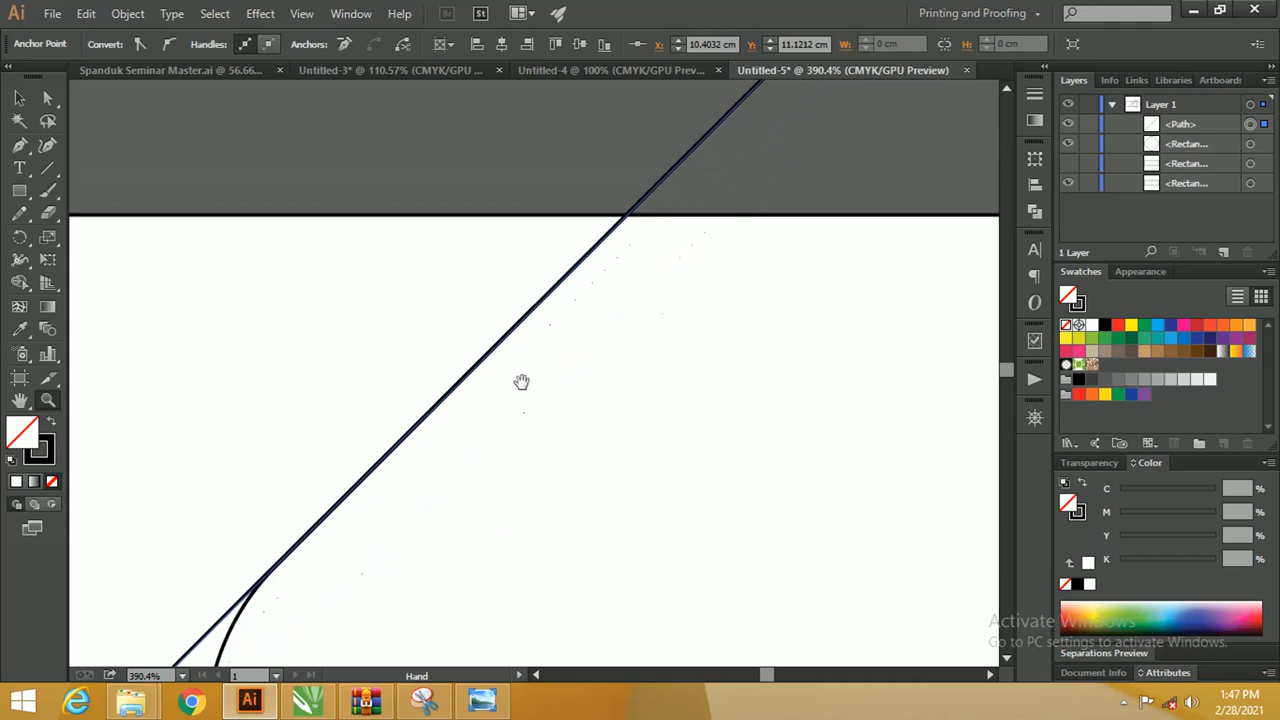 Ai File Edit Object Type Select Effect View Window Help Br St Printing and Proofing
Anchor Point Convert: Handles: Anchors: X: 10.4032 cm Y: 11.1212 cm W: 0 cm H: 0 cm
Spanduk Seminar Master.ai @ 56.66... × Untitled-3* @ 110.57% (CMYK/GPU ... × Untitled-4 @ 100% (CMYK/GPU Prev... × Untitled-5* @ 390.4% (CMYK/GPU Preview) ×
Layers Info Links Libraries Artboards
Layer 1
<Path>
<Rectan...
<Rectan...
<Rectan...
1 Layer
Swatches Appearance
Transparency Color
C %
M %
Y %
K %
Activate Windows
Go to PC settings to activate Windows.
Separations Preview
Document Info Attributes
390.4% 1 Hand
Ai
1:47 PM
2/28/2021